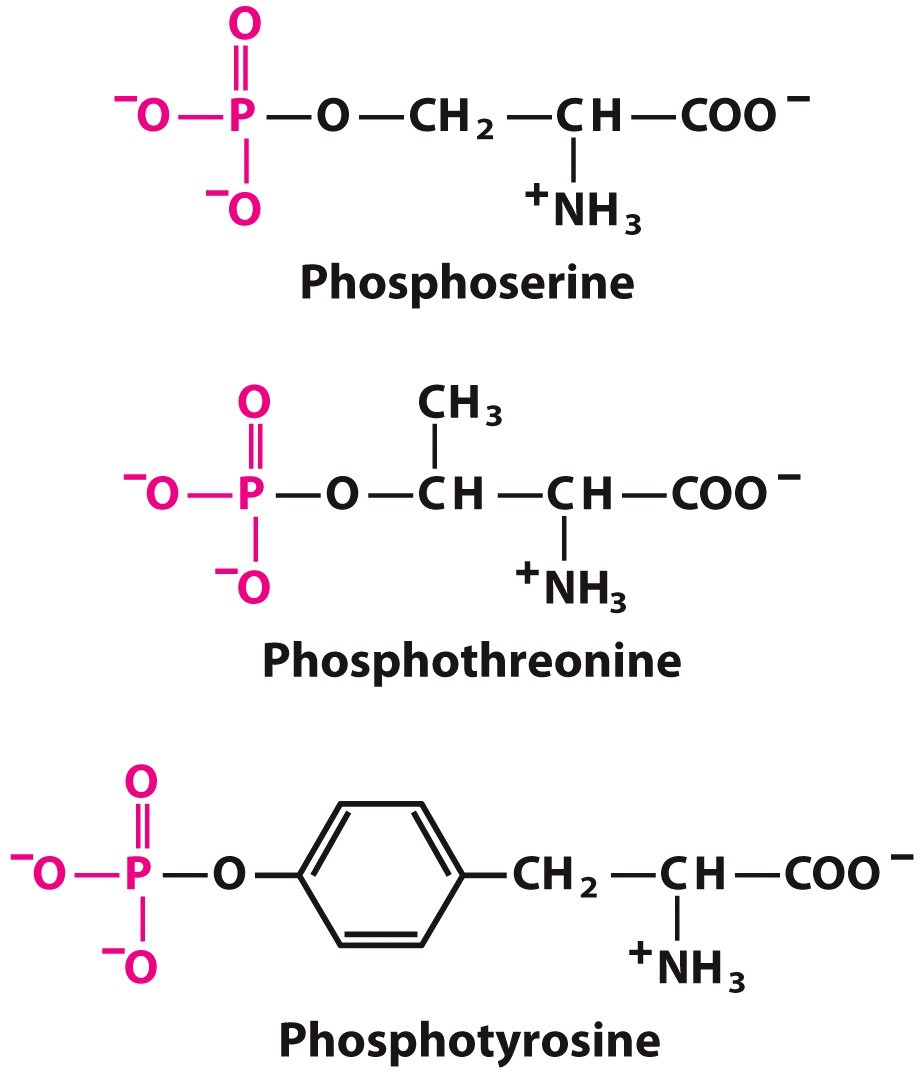 O
⁻O—P—O—CH₂—CH—COO⁻
⁻O ⁺NH₃
Phosphoserine
O CH₃
⁻O—P—O—CH—CH—COO⁻
⁻O ⁺NH₃
Phosphothreonine
O
⁻O—P—O CH₂—CH—COO⁻
⁻O ⁺NH₃
Phosphotyrosine